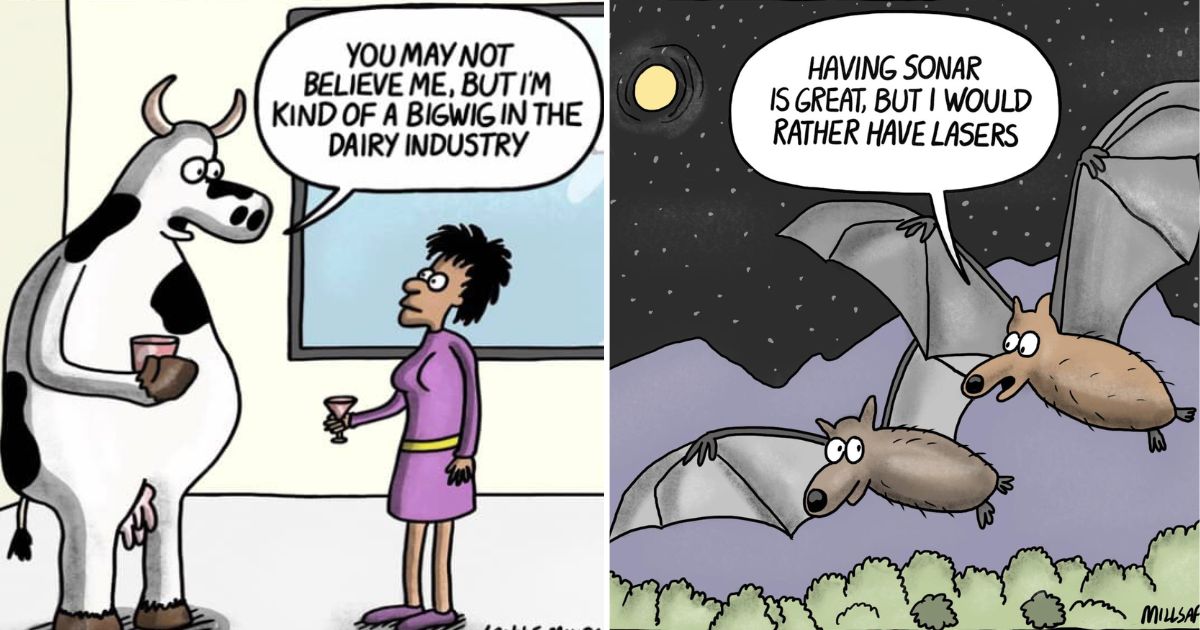 YOU MAY NOT
BELIEVE ME, BUT I'M
KIND OF A BIGWIG IN THE
DAIRY INDUSTRY
HAVING SONAR
IS GREAT, BUT I WOULD
RATHER HAVE LASERS